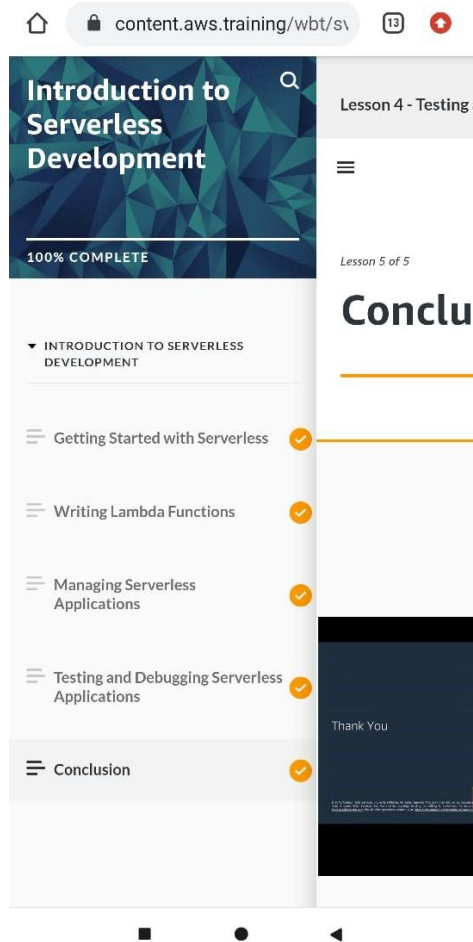 content.aws.training/wbt/sv
13
Introduction to
Serverless
Development
100% COMPLETE
INTRODUCTION TO SERVERLESS
DEVELOPMENT
Getting Started with Serverless
Writing Lambda Functions
Managing Serverless
Applications
Testing and Debugging Serverless
Applications
Conclusion
Lesson 4 - Testing
Lesson 5 of 5
Conclu
Thank You